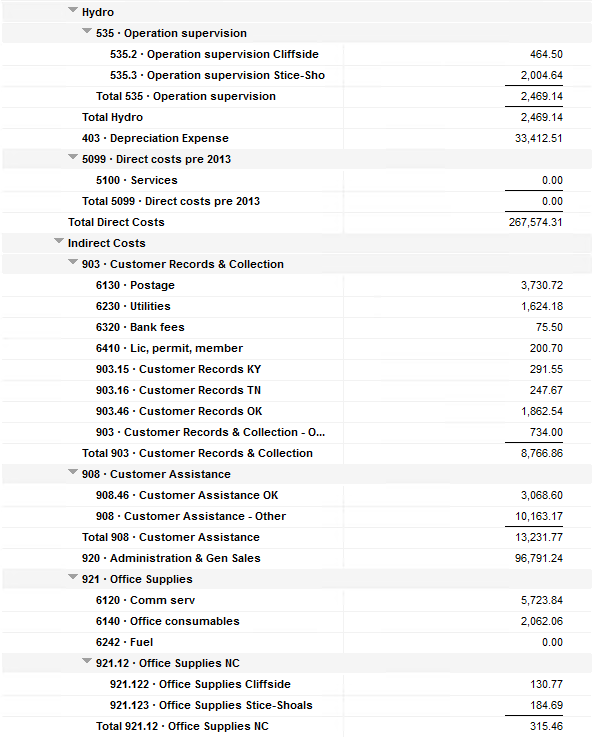 Hydro
535 · Operation supervision
535.2 · Operation supervision Cliffside 464.50
535.3 · Operation supervision Stice-Sho 2,004.64
Total 535 · Operation supervision 2,469.14
Total Hydro 2,469.14
403 · Depreciation Expense 33,412.51
5099 · Direct costs pre 2013
5100 · Services 0.00
Total 5099 · Direct costs pre 2013 0.00
Total Direct Costs 267,574.31
Indirect Costs
903 · Customer Records & Collection
6130 · Postage 3,730.72
6230 · Utilities 1,624.18
6320 · Bank fees 75.50
6410 · Lic, permit, member 200.70
903.15 · Customer Records KY 291.55
903.16 · Customer Records TN 247.67
903.46 · Customer Records OK 1,862.54
903 · Customer Records & Collection - O... 734.00
Total 903 · Customer Records & Collection 8,766.86
908 · Customer Assistance
908.46 · Customer Assistance OK 3,068.60
908 · Customer Assistance - Other 10,163.17
Total 908 · Customer Assistance 13,231.77
920 · Administration & Gen Sales 96,791.24
921 · Office Supplies
6120 · Comm serv 5,723.84
6140 · Office consumables 2,062.06
6242 · Fuel 0.00
921.12 · Office Supplies NC
921.122 · Office Supplies Cliffside 130.77
921.123 · Office Supplies Stice-Shoals 184.69
Total 921.12 · Office Supplies NC 315.46